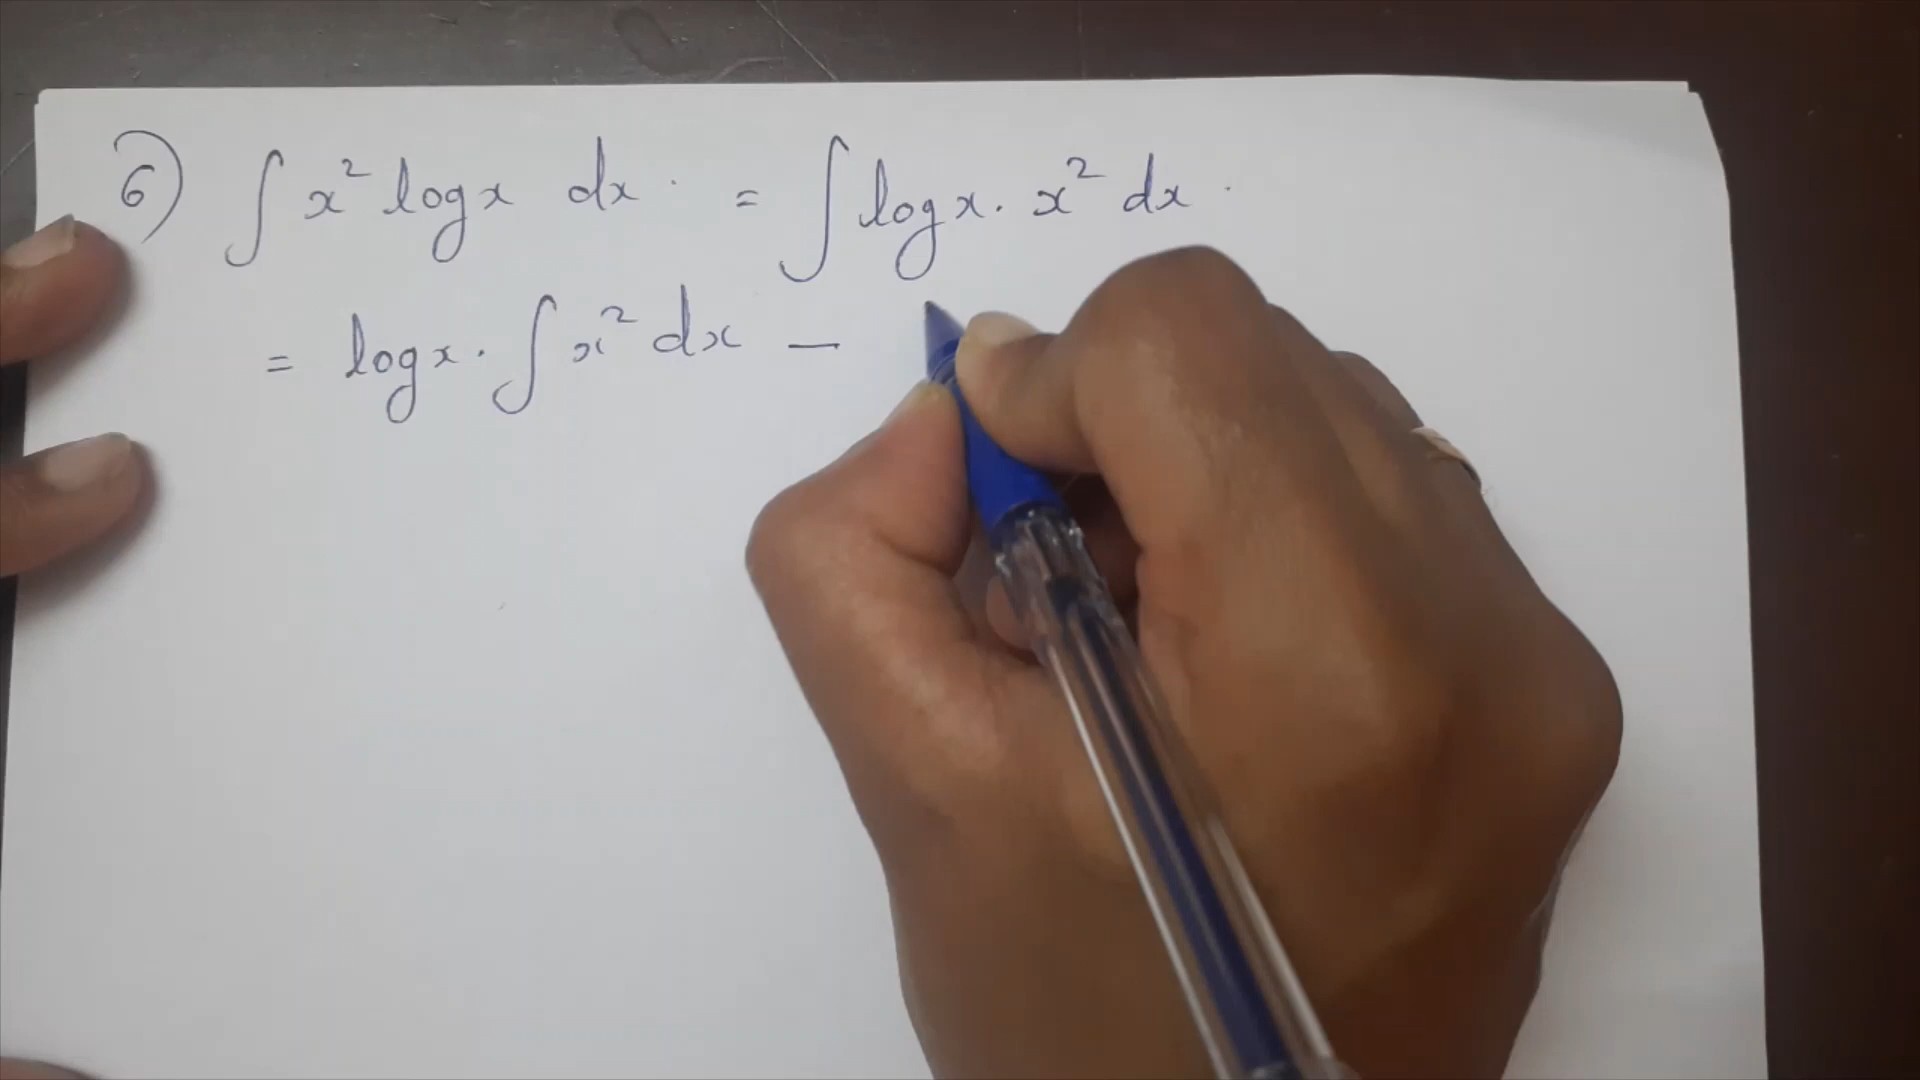 6) ∫ x² log x dx . = ∫ log x . x² dx .
= log x . ∫ x² dx —